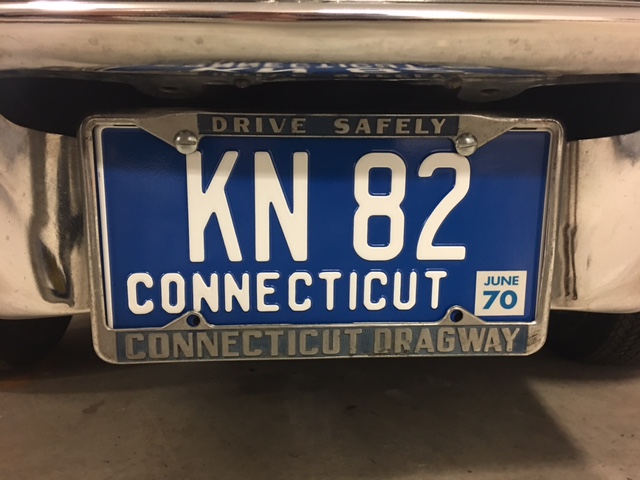 DRIVE SAFELY
KN 82
CONNECTICUT
JUNE
70
CONNECTICUT DRAGWAY